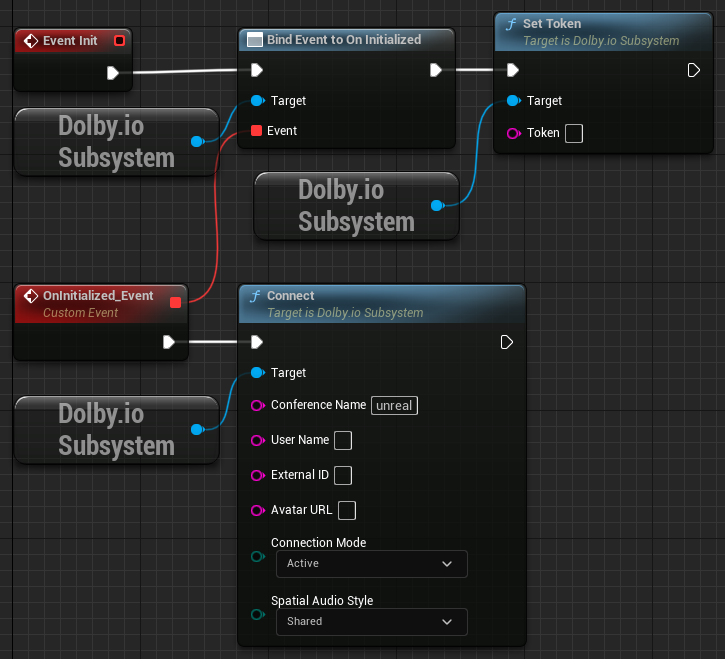 Event Init
Bind Event to On Initialized
Target
Event
Set Token
Target is Dolby.io Subsystem
Target
Token
Dolby.io
Subsystem
Dolby.io
Subsystem
OnInitialized_Event
Custom Event
Connect
Target is Dolby.io Subsystem
Target
Conference Name unreal
User Name
External ID
Avatar URL
Connection Mode
Active
Spatial Audio Style
Shared
Dolby.io
Subsystem